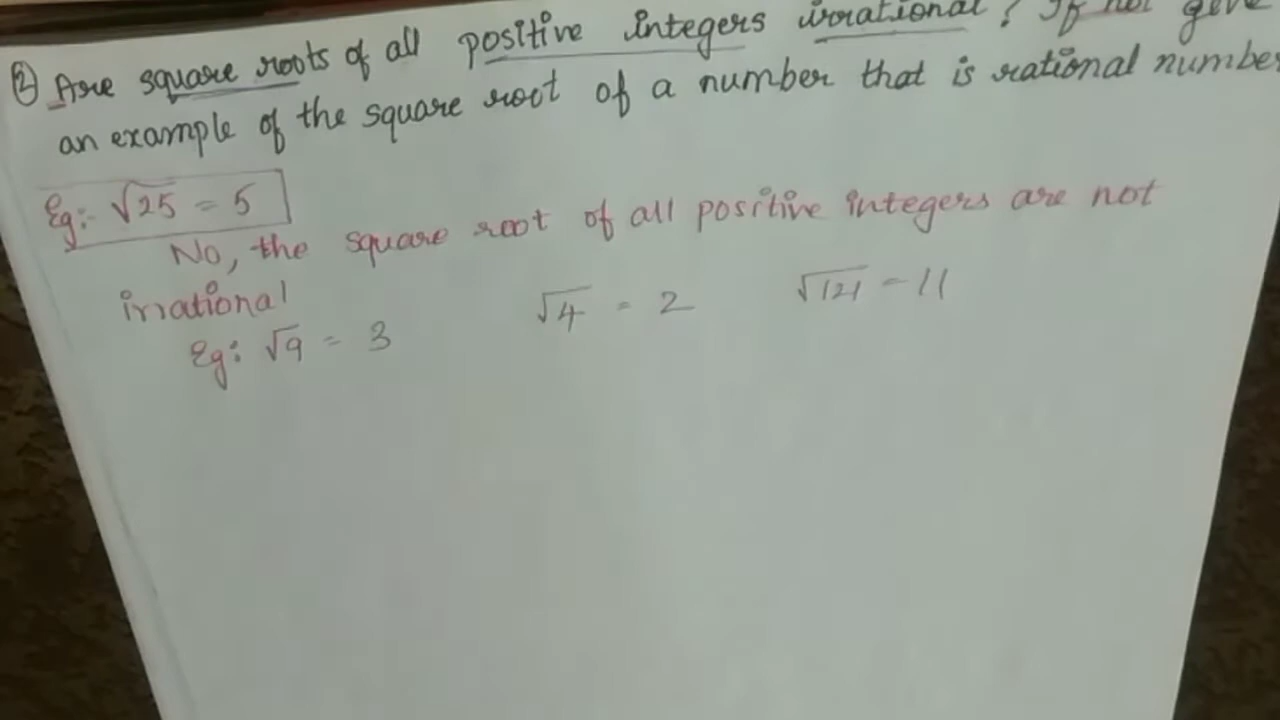 ② Are square roots of all positive integers irrational? If not give
an example of the square root of a number that is rational number
Eg:- √25 = 5
No, the square root of all positive integers are not
irrational
Eg: √9 = 3 √4 = 2 √121 = 11